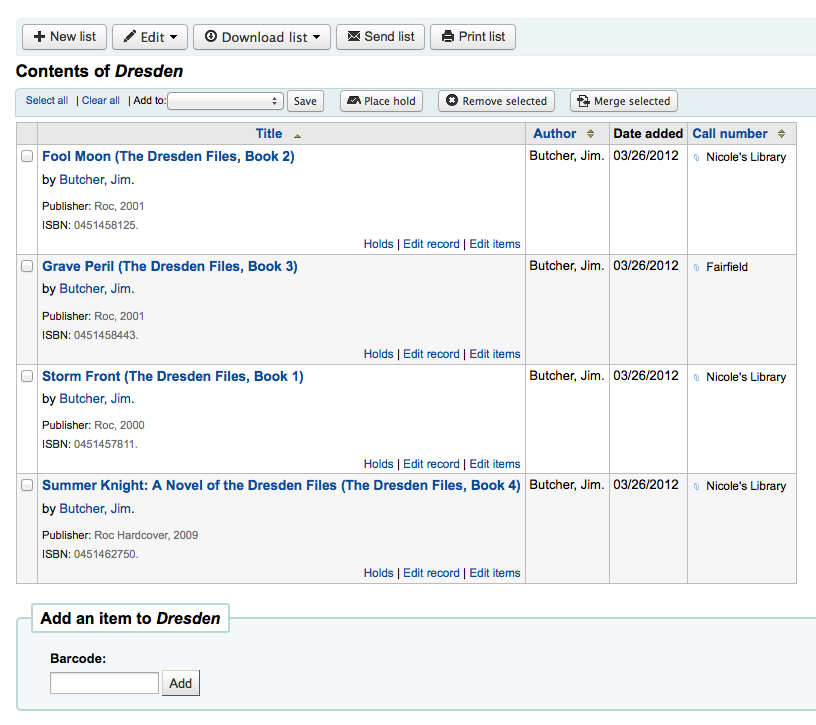 New list Edit Download list Send list Print list
Contents of Dresden
Select all | Clear all | Add to: Save Place hold Remove selected Merge selected
Title Author Date added Call number
Fool Moon (The Dresden Files, Book 2) Butcher, Jim. 03/26/2012 Nicole's Library
by Butcher, Jim.
Publisher: Roc, 2001
ISBN: 0451458125.
Holds | Edit record | Edit items
Grave Peril (The Dresden Files, Book 3) Butcher, Jim. 03/26/2012 Fairfield
by Butcher, Jim.
Publisher: Roc, 2001
ISBN: 0451458443.
Holds | Edit record | Edit items
Storm Front (The Dresden Files, Book 1) Butcher, Jim. 03/26/2012 Nicole's Library
by Butcher, Jim.
Publisher: Roc, 2000
ISBN: 0451457811.
Holds | Edit record | Edit items
Summer Knight: A Novel of the Dresden Files (The Dresden Files, Book 4) Butcher, Jim. 03/26/2012 Nicole's Library
by Butcher, Jim.
Publisher: Roc Hardcover, 2009
ISBN: 0451462750.
Holds | Edit record | Edit items
Add an item to Dresden
Barcode:
Add